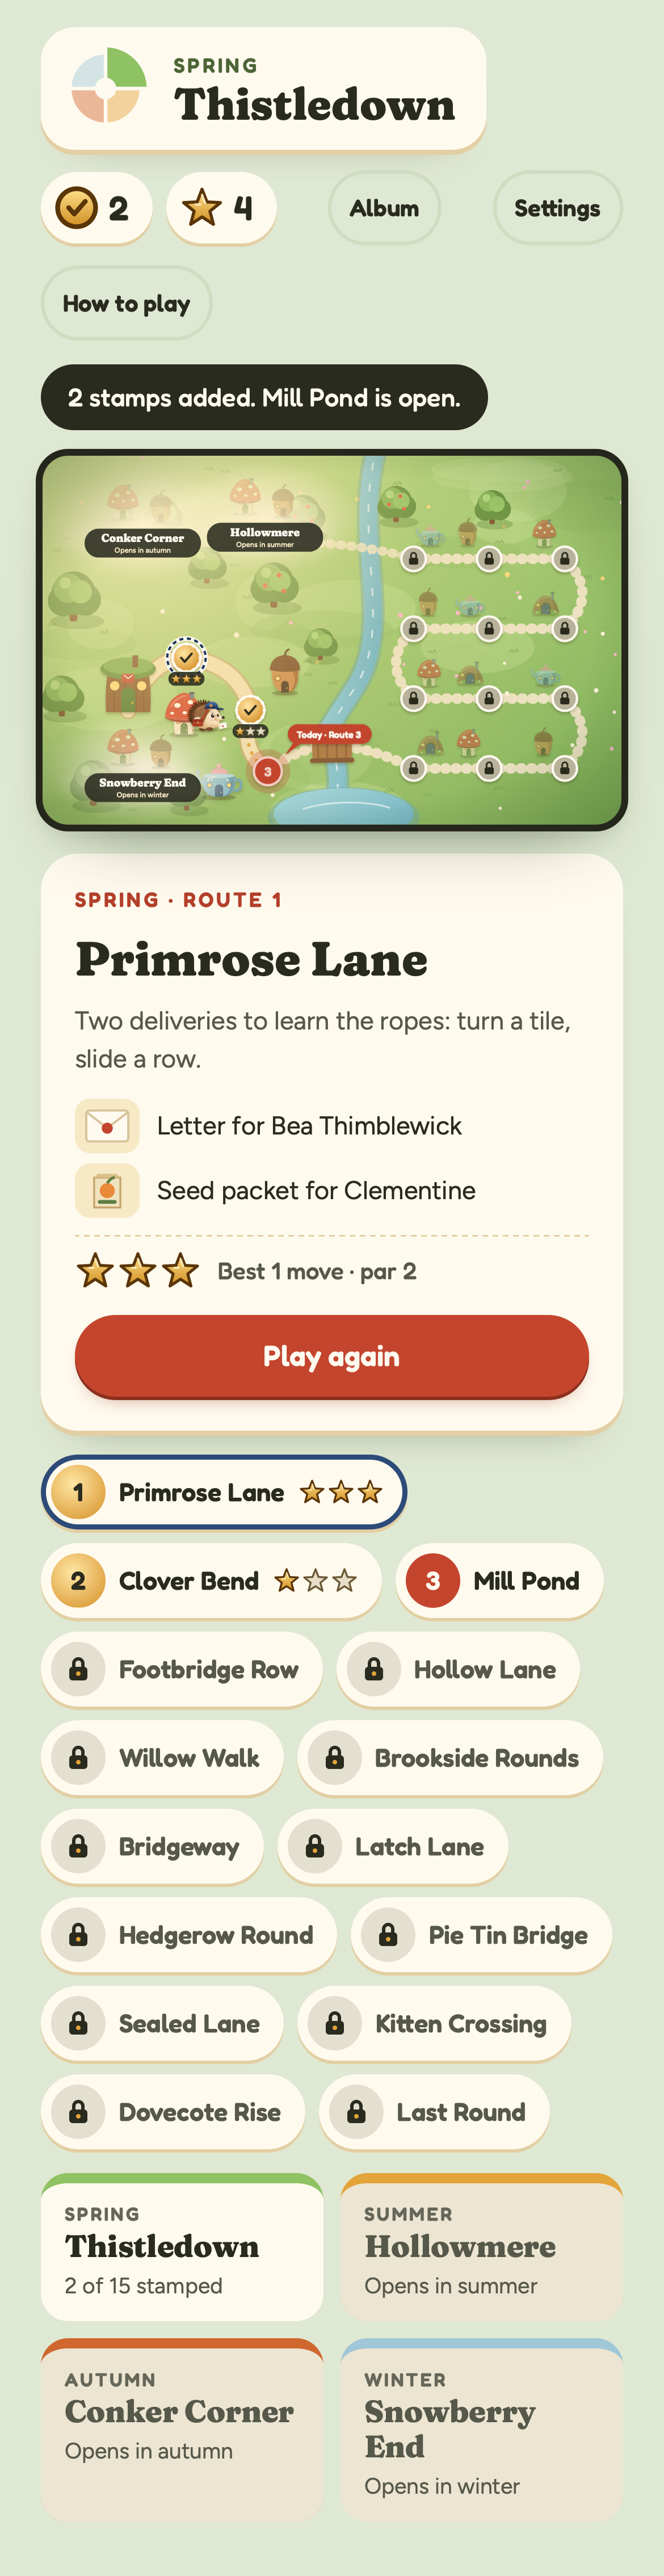 SPRING
Thistledown
2
4
Album
Settings
How to play
2 stamps added. Mill Pond is open.
Conker Corner
Opens in autumn
Hollowmere
Opens in summer
Today · Route 3
3
Snowberry End
Opens in winter
SPRING · ROUTE 1
Primrose Lane
Two deliveries to learn the ropes: turn a tile,
slide a row.
Letter for Bea Thimblewick
Seed packet for Clementine
Best 1 move · par 2
Play again
1 Primrose Lane
2 Clover Bend
3 Mill Pond
Footbridge Row
Hollow Lane
Willow Walk
Brookside Rounds
Bridgeway
Latch Lane
Hedgerow Round
Pie Tin Bridge
Sealed Lane
Kitten Crossing
Dovecote Rise
Last Round
SPRING
Thistledown
2 of 15 stamped
SUMMER
Hollowmere
Opens in summer
AUTUMN
Conker Corner
Opens in autumn
WINTER
Snowberry
End
Opens in winter